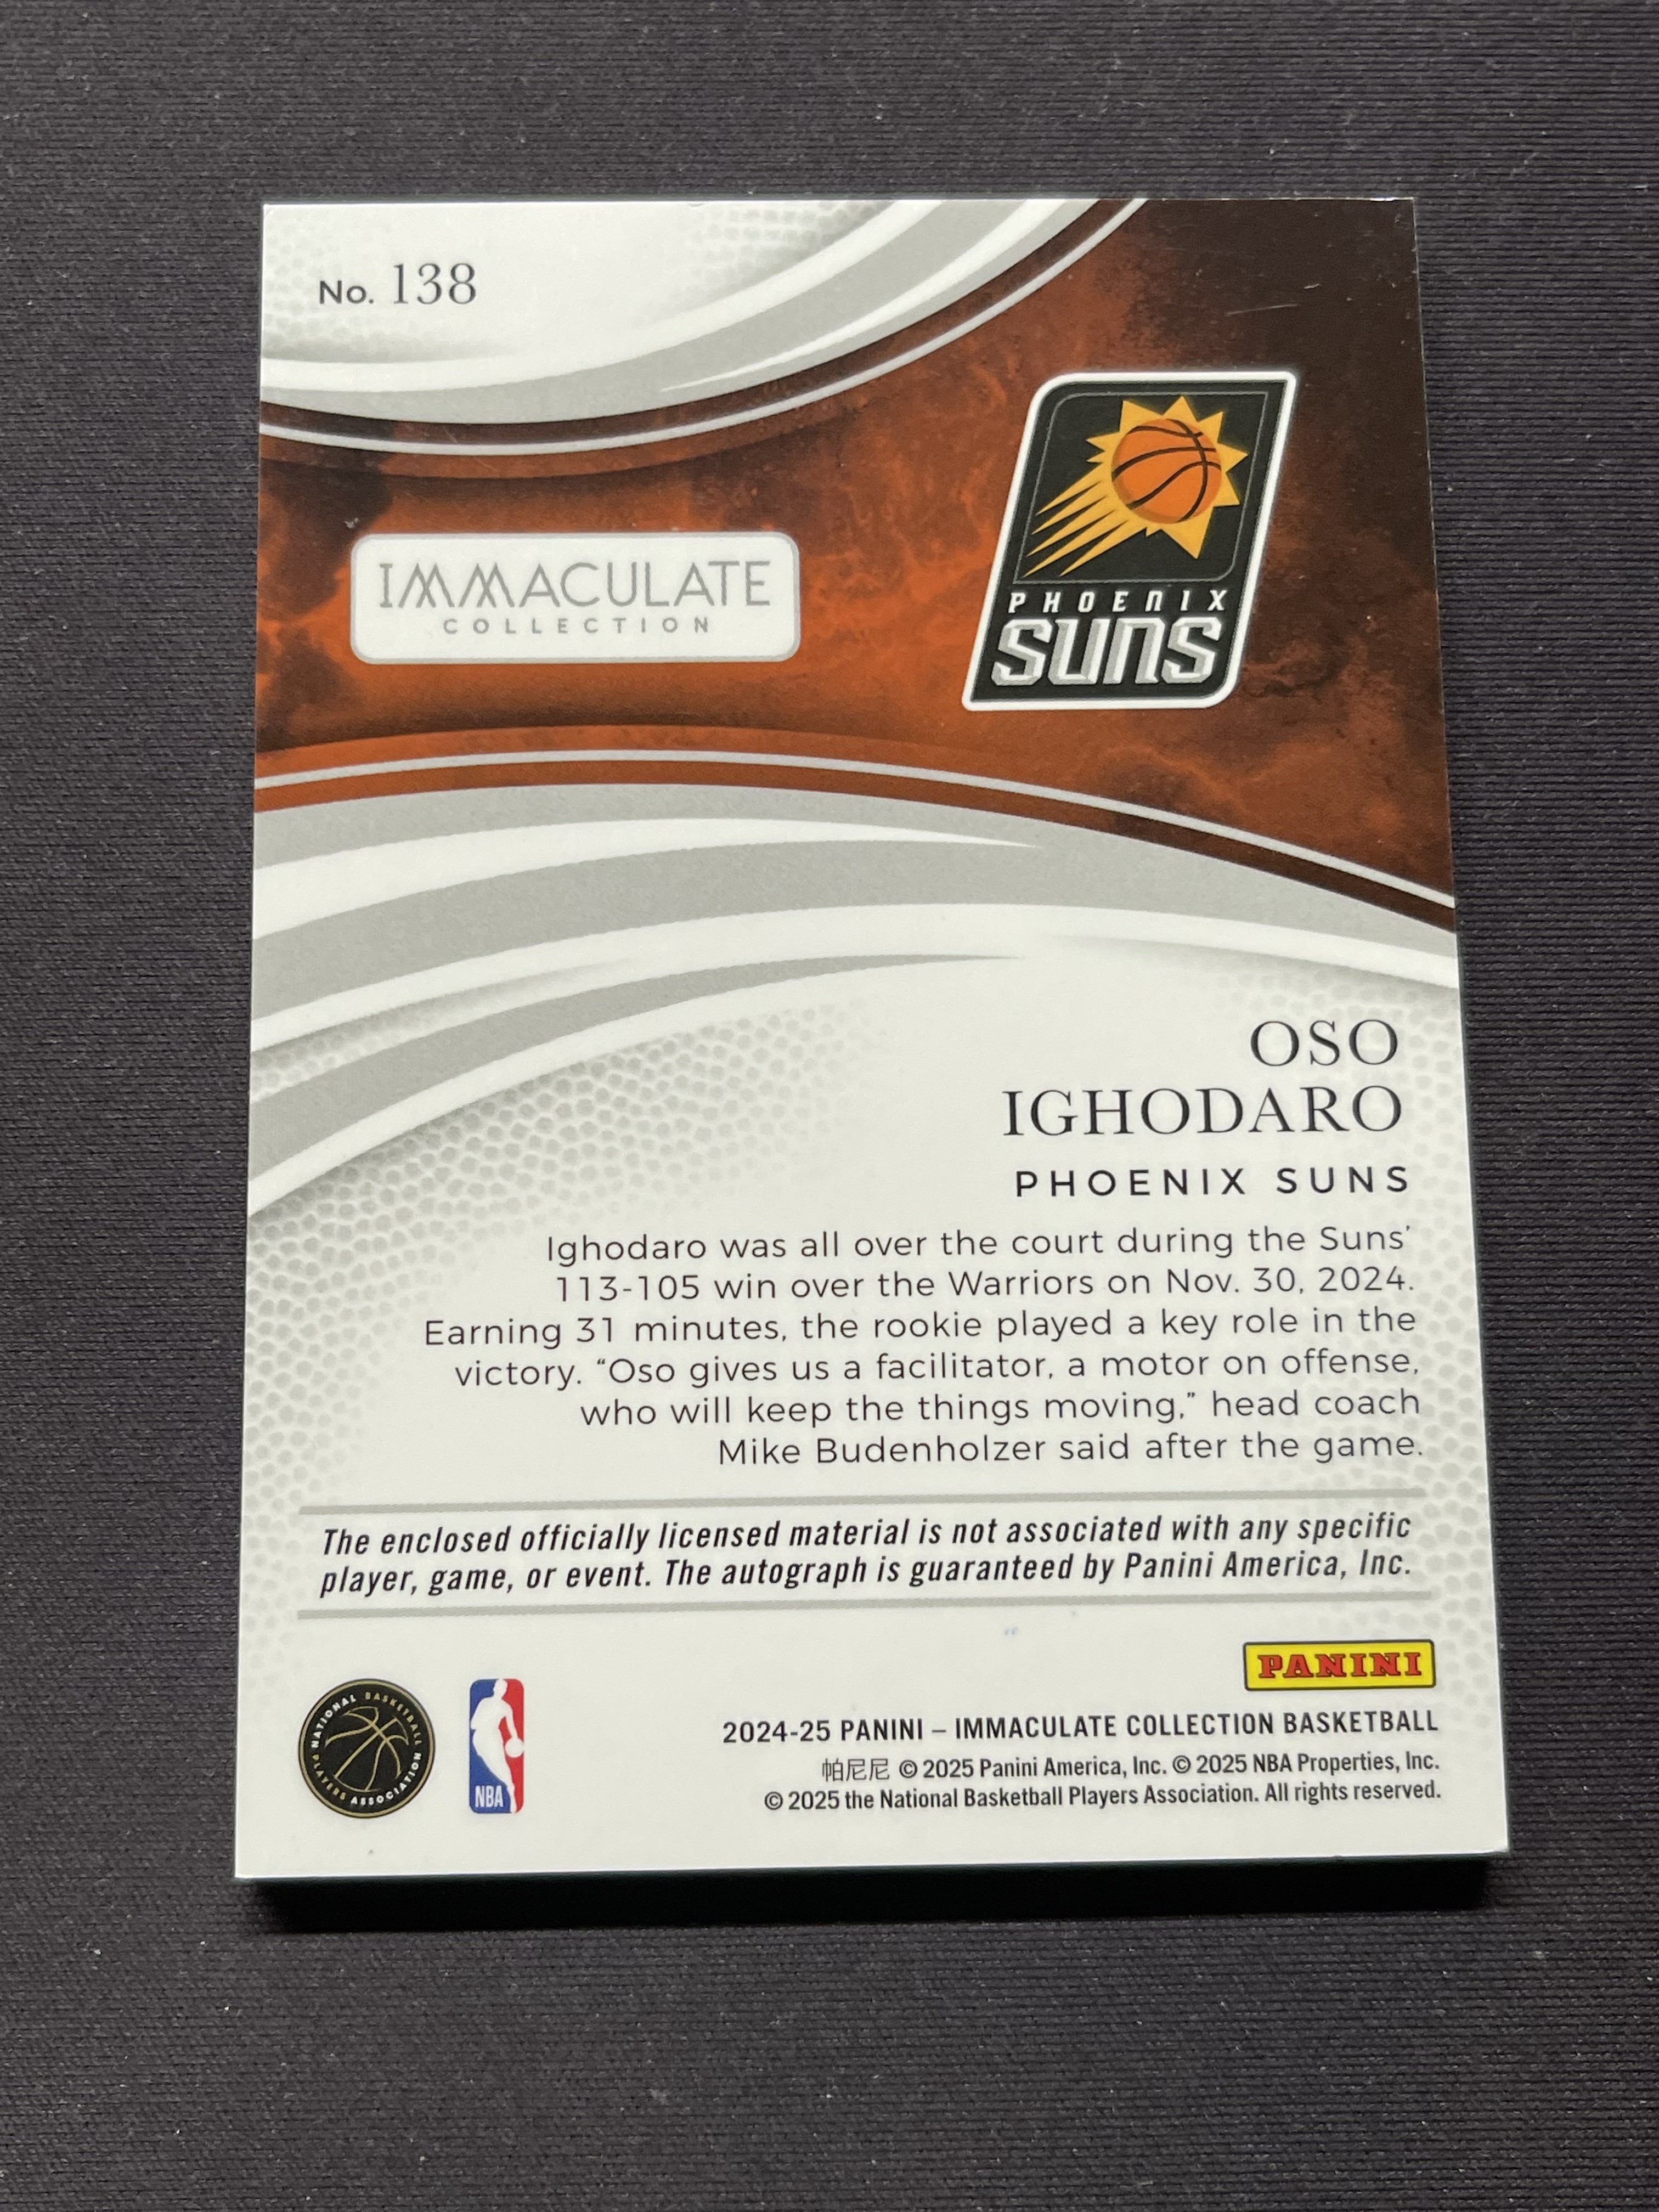 No. 138
IMMACULATE
COLLECTION
PHOENIX
SUNS
OSO
IGHODARO
PHOENIX SUNS
Ighodaro was all over the court during the Suns’
113-105 win over the Warriors on Nov. 30, 2024.
Earning 31 minutes, the rookie played a key role in the
victory. “Oso gives us a facilitator, a motor on offense,
who will keep the things moving,” head coach
Mike Budenholzer said after the game.
The enclosed officially licensed material is not associated with any specific
player, game, or event. The autograph is guaranteed by Panini America, Inc.
PANINI
NATIONAL BASKETBALL PLAYERS ASSOCIATION
NBA
2024-25 PANINI – IMMACULATE COLLECTION BASKETBALL
帕尼尼 © 2025 Panini America, Inc. © 2025 NBA Properties, Inc.
© 2025 the National Basketball Players Association. All rights reserved.